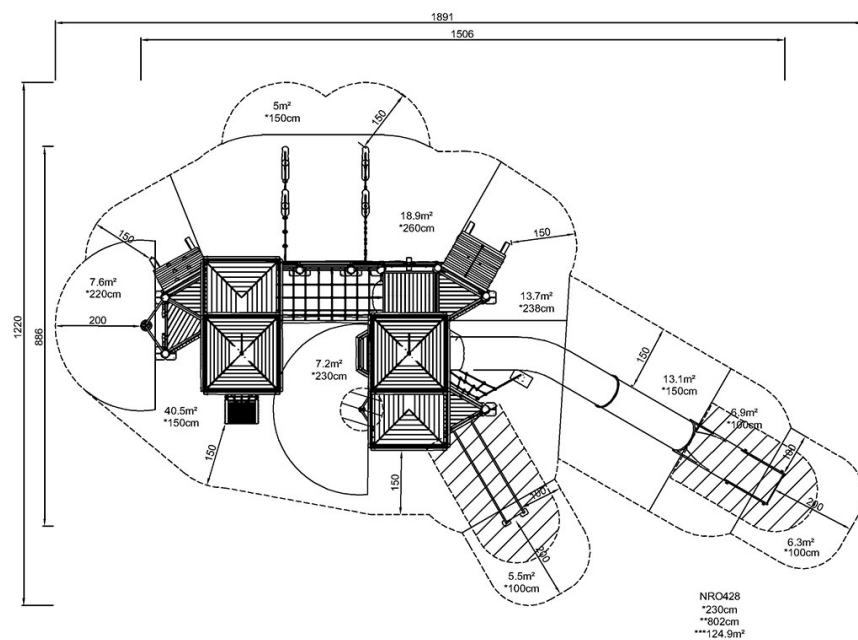 1891
1506
5m²
*150cm
150
18.9m²
*260cm
150
150
7.6m²
*220cm
200
13.7m²
*238cm
1220
886
7.2m²
*230cm
150
13.1m²
*150cm
6.9m²
*100cm
40.5m²
*150cm
150
150
100
100
200
200
6.3m²
*100cm
5.5m²
*100cm
NRO428
*230cm
**802cm
***124.9m²